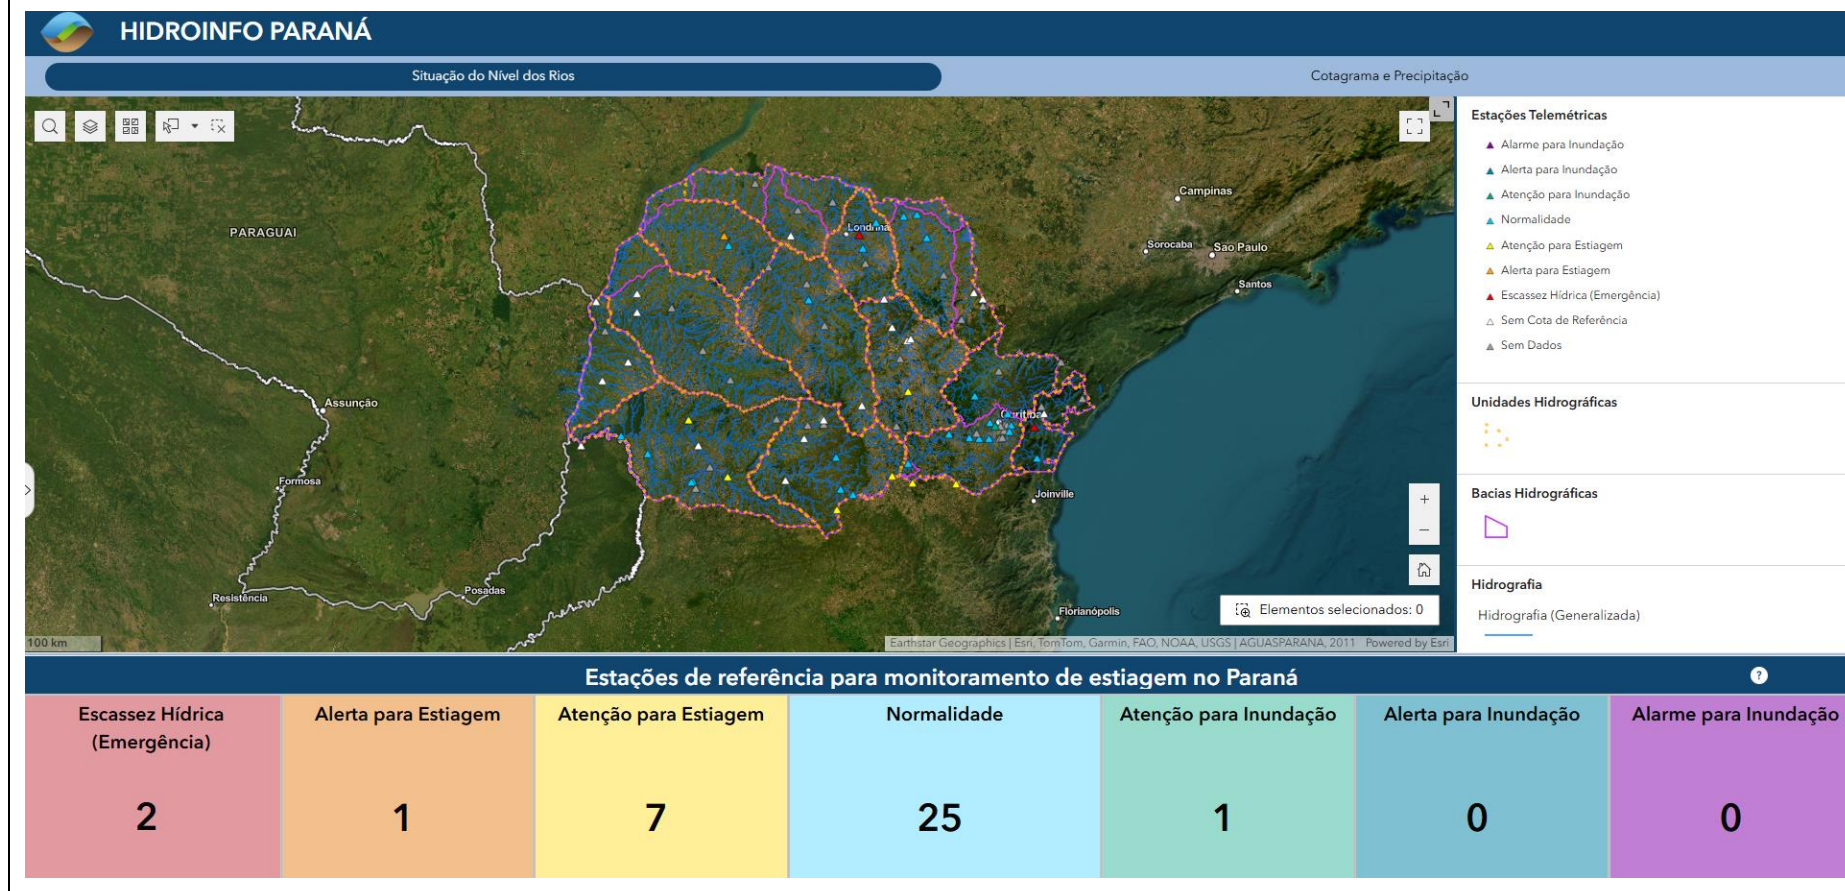 HIDROINFO PARANÁ
Situação do Nível dos Rios
Cotagrama e Precipitação
Campinas
PARAGUAI
Londrina
Sorocaba
Sao Paulo
Santos
Assunção
Curitiba
Formosa
Joinville
Resistência
Posadas
Florianópolis
Elementos selecionados: 0
100 km
Earthstar Geographics | Esri, TomTom, Garmin, FAO, NOAA, USGS | AGUASPARANA, 2011 Powered by Esri
Estações Telemétricas
Alarme para Inundação
Alerta para Inundação
Atenção para Inundação
Normalidade
Atenção para Estiagem
Alerta para Estiagem
Escassez Hídrica (Emergência)
Sem Cota de Referência
Sem Dados
Unidades Hidrográficas
Bacias Hidrográficas
Hidrografia
Hidrografia (Generalizada)
Estações de referência para monitoramento de estiagem no Paraná
?
Escassez Hídrica
(Emergência)
2
Alerta para Estiagem
1
Atenção para Estiagem
7
Normalidade
25
Atenção para Inundação
1
Alerta para Inundação
0
Alarme para Inundação
0